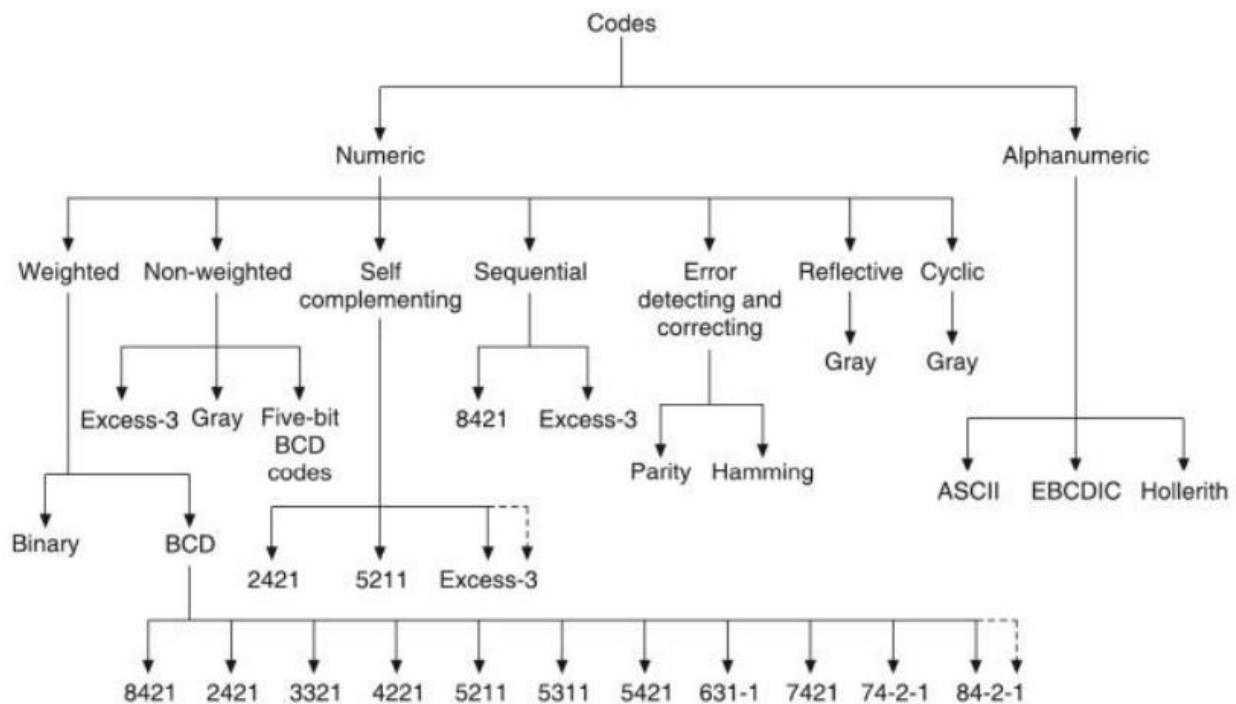 Codes
Numeric
Alphanumeric
Weighted
Non-weighted
Self
complementing
Sequential
Error
detecting and
correcting
Reflective
Cyclic
Gray
Gray
Excess-3
Gray
Five-bit
BCD
codes
8421
Excess-3
Parity
Hamming
ASCII
EBCDIC
Hollerith
Binary
BCD
2421
5211
Excess-3
8421
2421
3321
4221
5211
5311
5421
631-1
7421
74-2-1
84-2-1